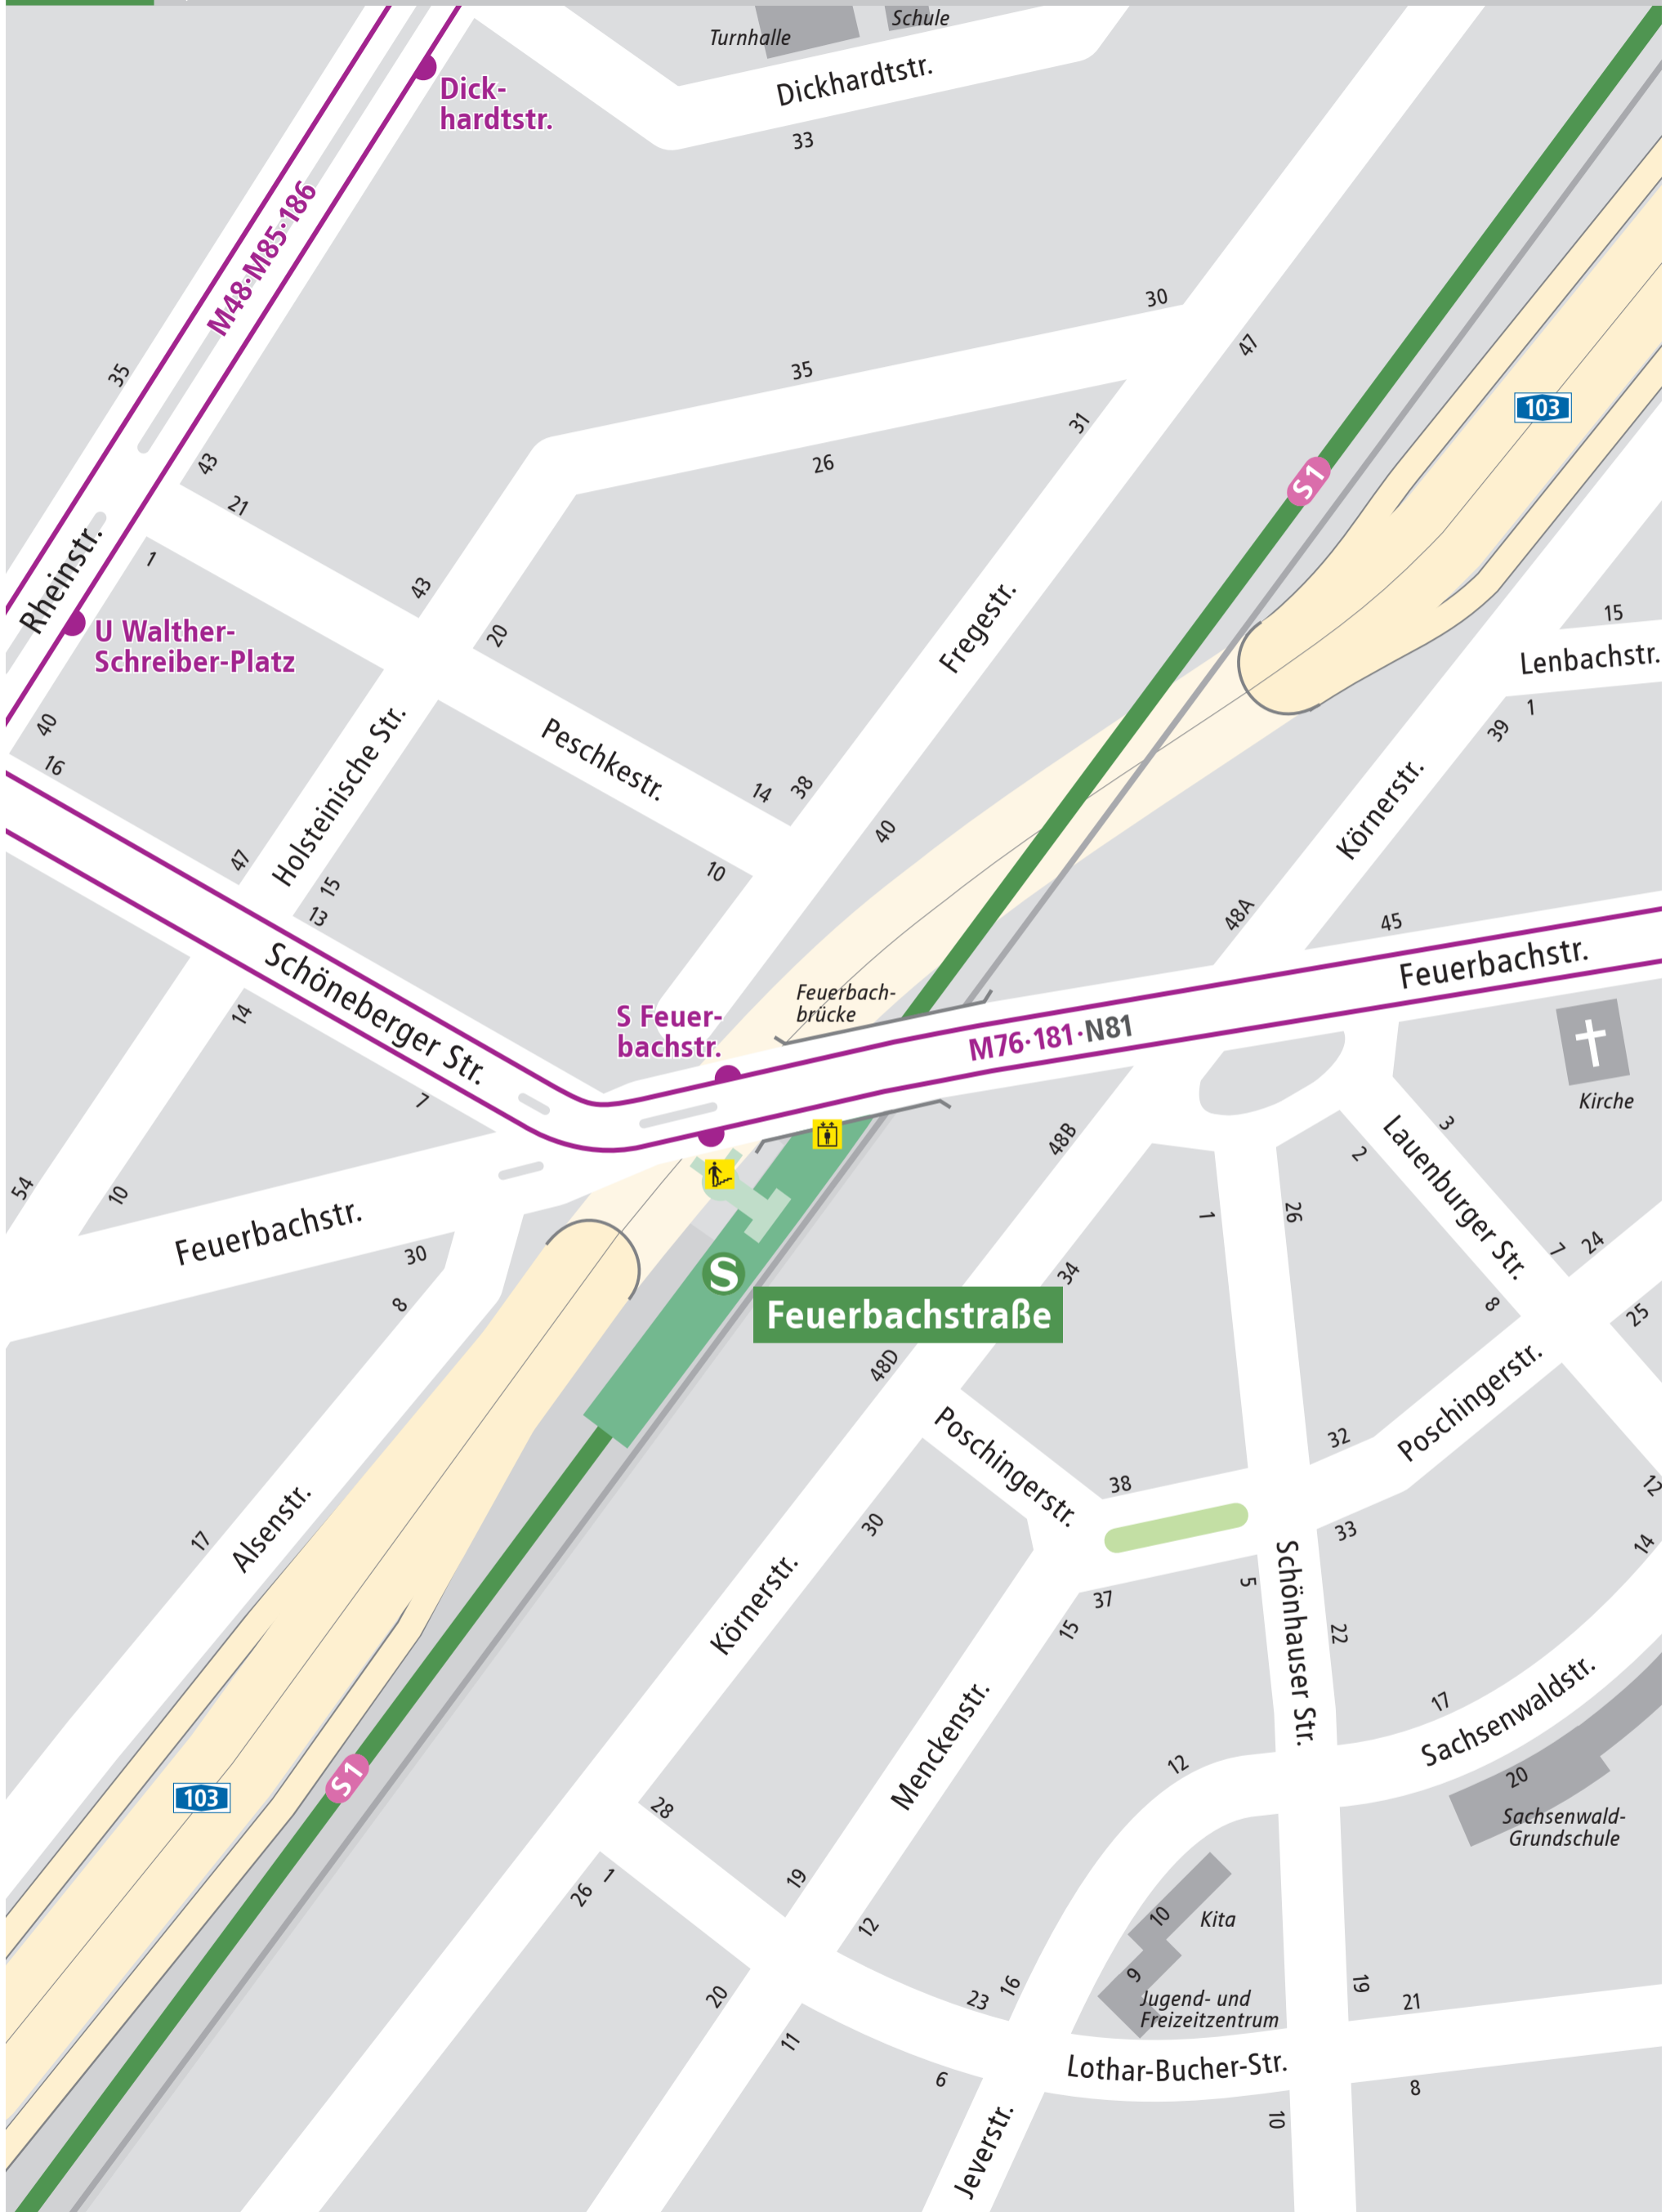 Schule
Turnhalle
Dickhardtstr.
Dick-
hardtstr.
33
M48·M85·186
30
47
35
35
31
103
26
43
S1
21
Rheinstr.
1
43
Fregestr.
15
U Walther-
Schreiber-Platz
20
Lenbachstr.
1
40
39
16
Holsteinische Str.
Peschkestr.
14
38
Körnerstr.
40
47
15
10
13
48A
45
Schöneberger Str.
Feuerbachstr.
Feuerbach-
brücke
14
S Feuer-
bachstr.
M76·181·N81
7
Kirche
48B
3
2
Lauenburger Str.
54
10
1
26
Feuerbachstr.
30
7
24
S
34
8
8
25
Feuerbachstraße
48D
Poschingerstr.
Poschingerstr.
32
38
12
17
Alsenstr.
30
33
14
Schönhauser Str.
5
37
Körnerstr.
15
22
Menckenstr.
17
Sachsenwaldstr.
S1
12
20
103
28
Sachsenwald-
Grundschule
1
26
19
12
10
Kita
9
20
23
16
19
Jugend- und
Freizeitzentrum
21
11
Lothar-Bucher-Str.
6
8
10
Jeverstr.